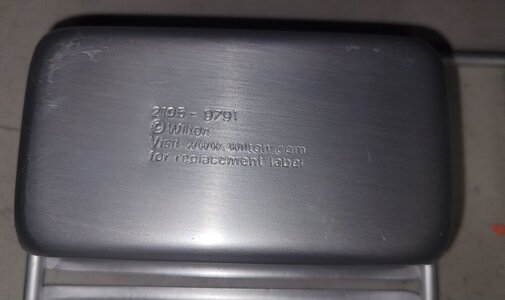 2105-9791
©Wilton
Visit www.wilton.com
for replacement label